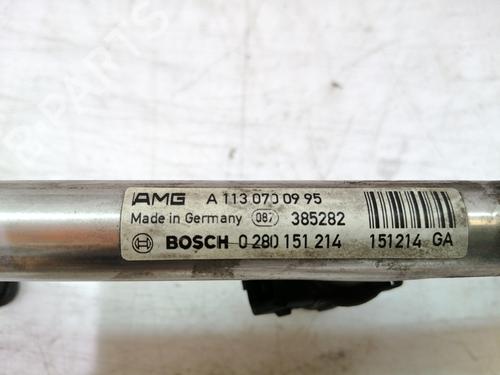 AMG A 113 070 09 95
Made in Germany 087 385282
BOSCH 0 280 151 214 151214 GA